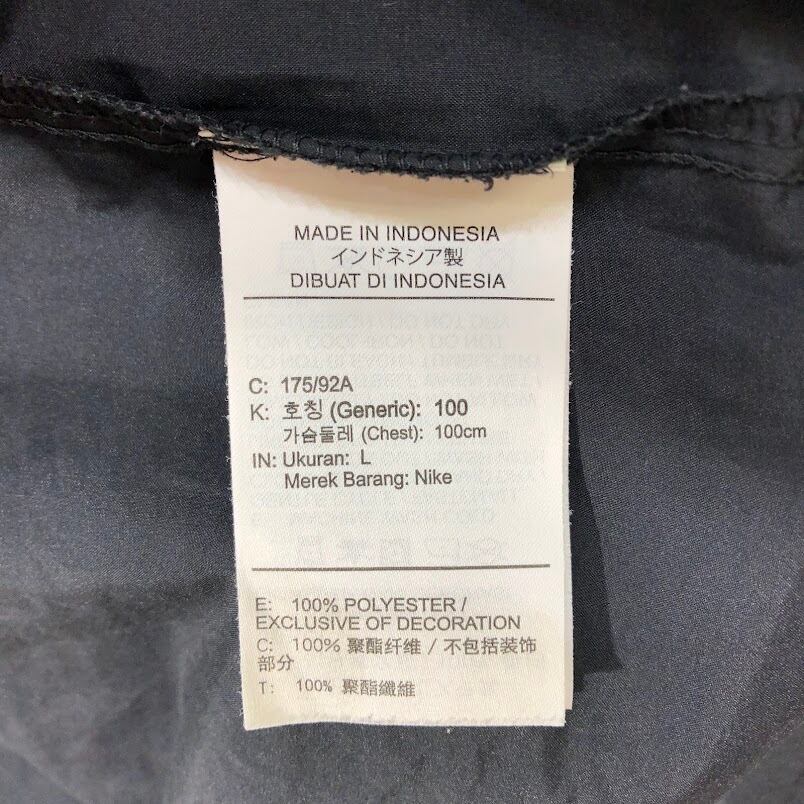 MADE IN INDONESIA
インドネシア製
DIBUAT DI INDONESIA
C: 175/92A
K: 호칭 (Generic): 100
가슴둘레 (Chest): 100cm
IN: Ukuran: L
Merek Barang: Nike
E: 100% POLYESTER /
EXCLUSIVE OF DECORATION
C: 100% 聚酯纤维 / 不包括装饰
部分
T: 100% 聚酯纖維